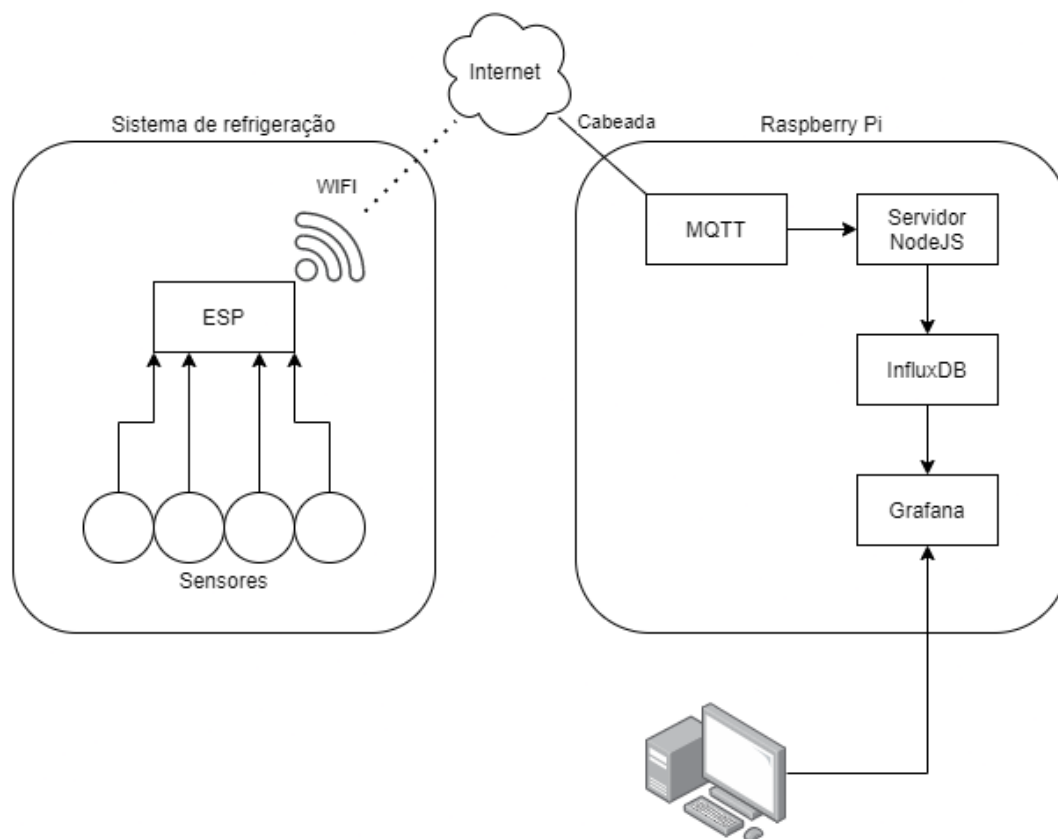 Internet
Cabeada
Sistema de refrigeração
Raspberry Pi
WIFI
MQTT
Servidor
NodeJS
ESP
InfluxDB
Grafana
Sensores